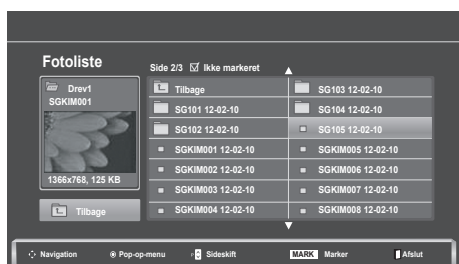 Fotoliste
Side 2/3 Ikke markeret
Drev1
SGKIM001
1366x768, 125 KB
Tilbage
Tilbage
SG101 12-02-10
SG102 12-02-10
SGKIM001 12-02-10
SGKIM002 12-02-10
SGKIM003 12-02-10
SGKIM004 12-02-10
SG103 12-02-10
SG104 12-02-10
SG105 12-02-10
SGKIM005 12-02-10
SGKIM006 12-02-10
SGKIM007 12-02-10
SGKIM008 12-02-10
Navigation Pop-op-menu P Sideskift MARK Marker Afslut